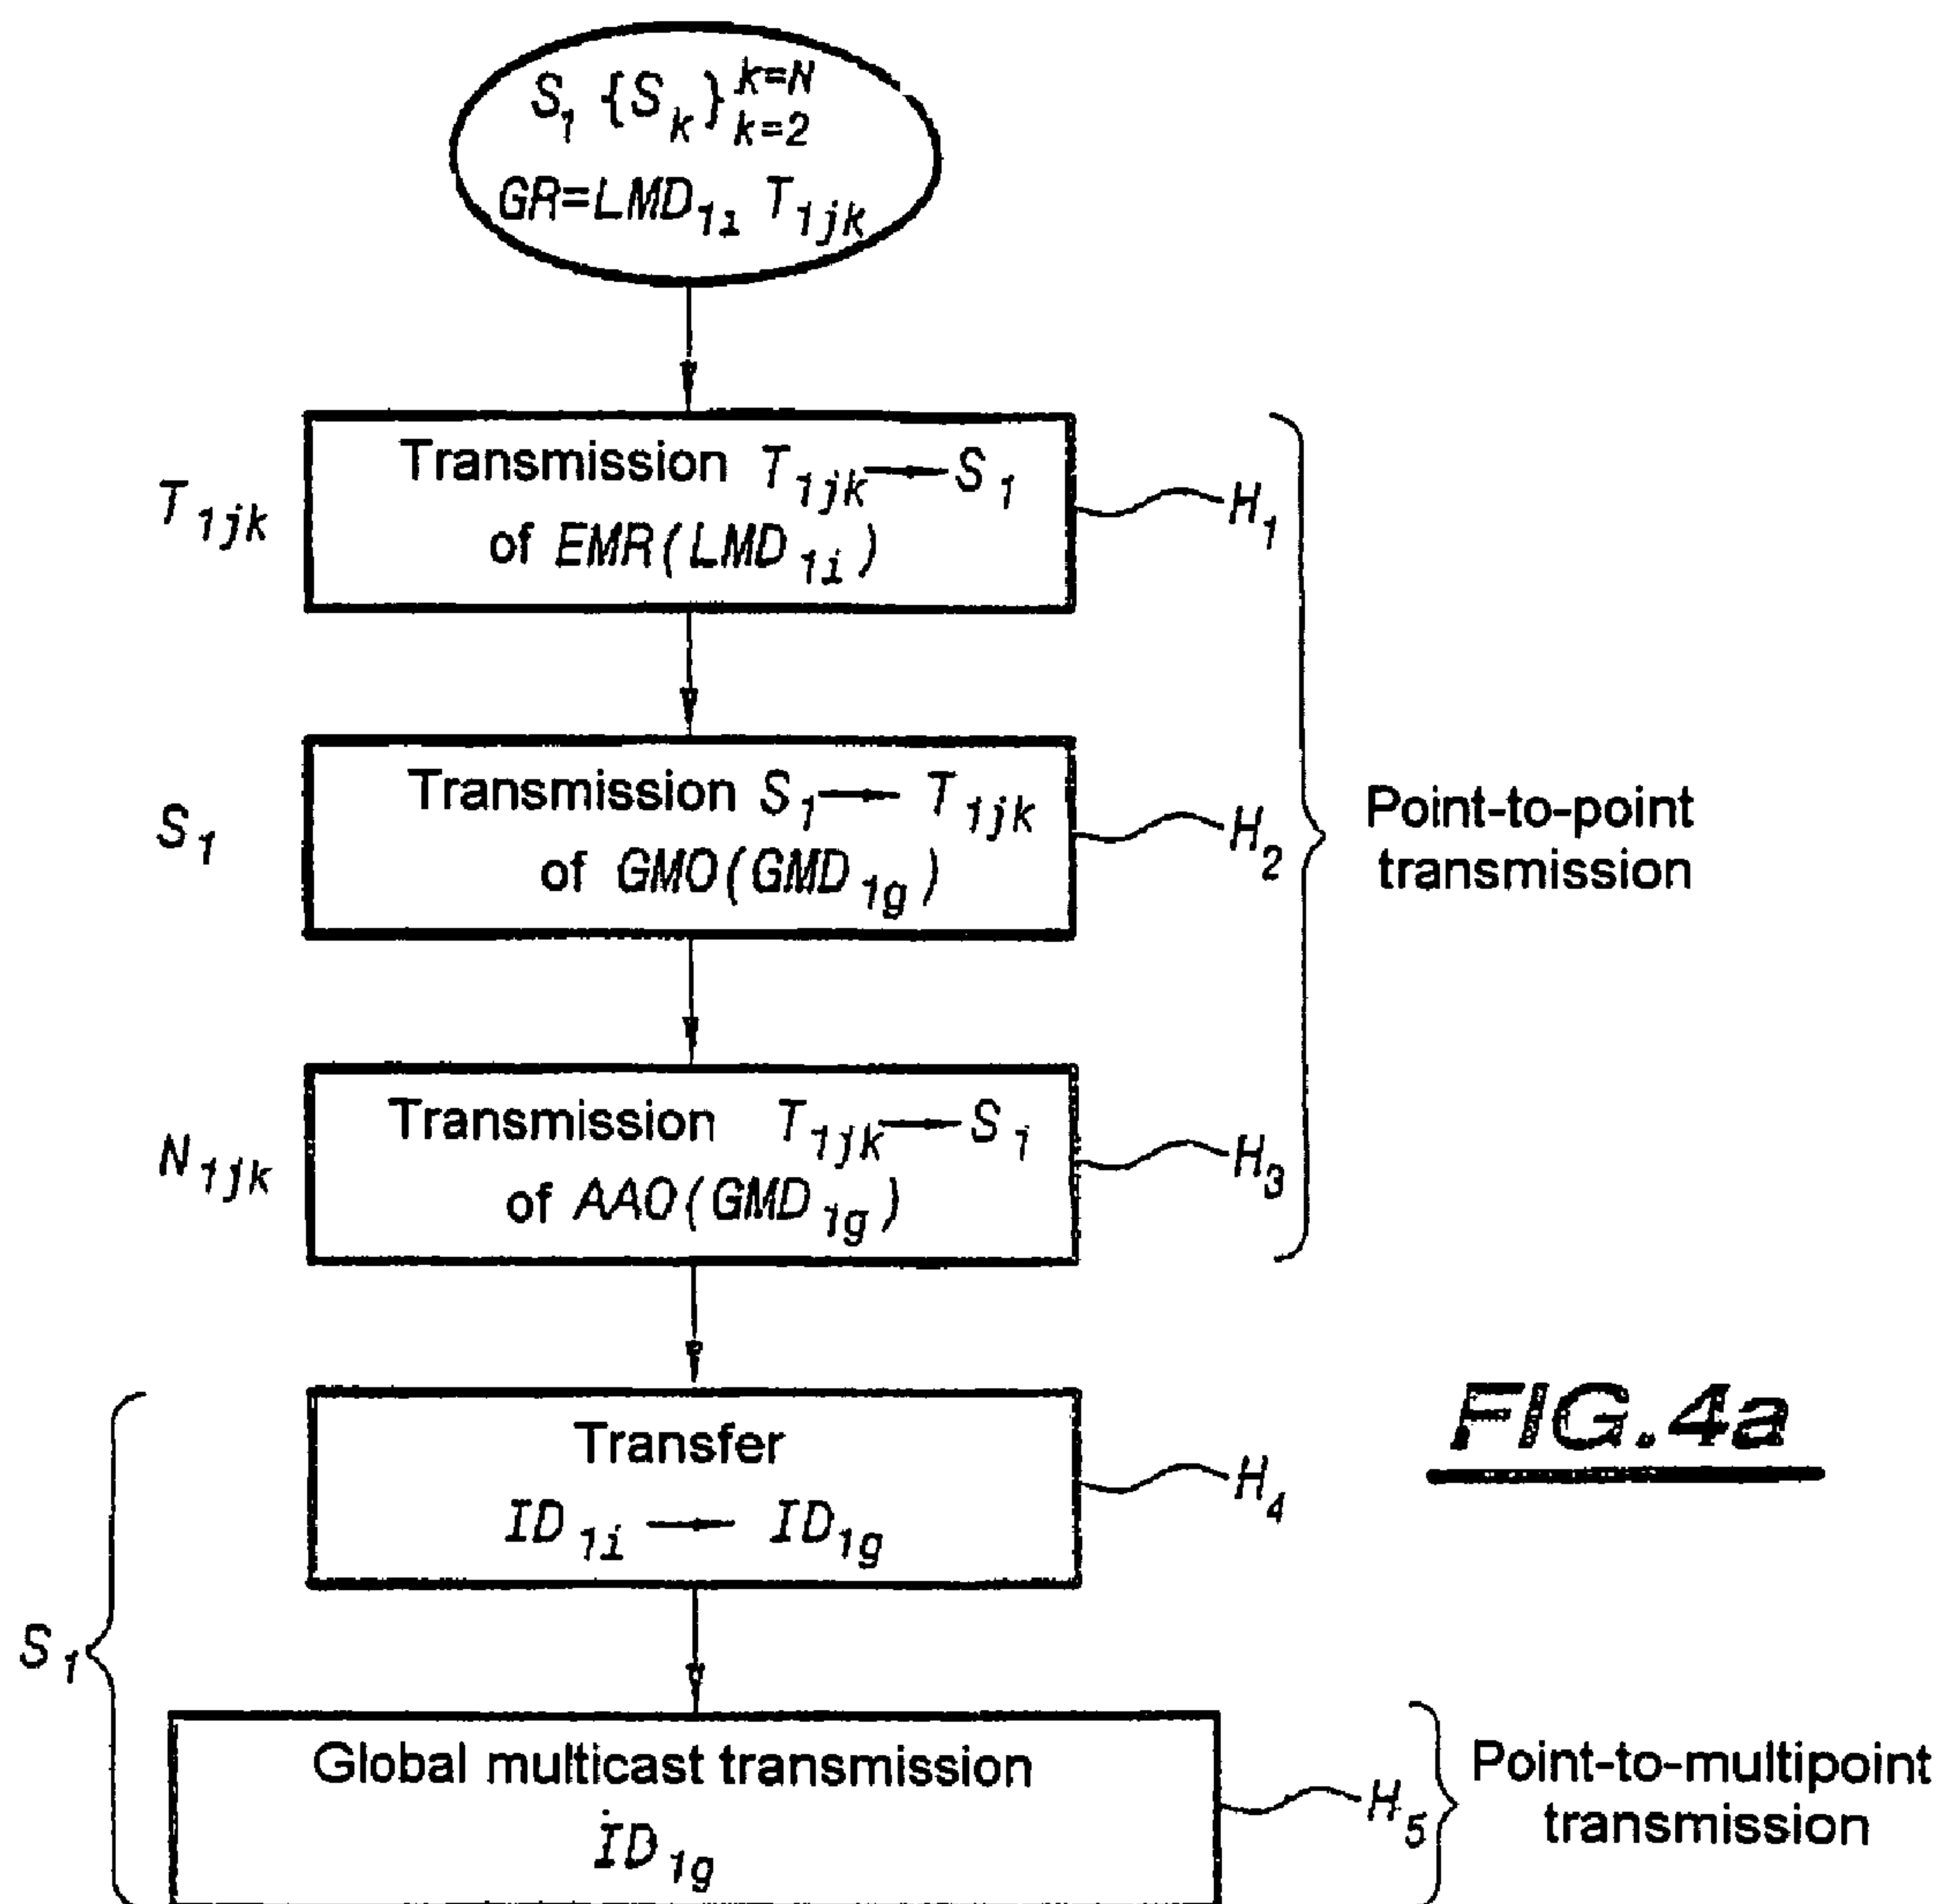 S₁ {Sₖ} k=N k=2
GR=LMD₁ᵢ T₁ⱼₖ
T₁ⱼₖ
Transmission T₁ⱼₖ → S₁
of EMR(LMD₁ᵢ)
H₁
S₁
Transmission S₁ → T₁ⱼₖ
of GMO(GMD₁g)
H₂
Point-to-point
transmission
N₁ⱼₖ
Transmission T₁ⱼₖ → S₁
of AAO(GMD₁g)
H₃
Transfer
ID₁ᵢ → ID₁g
H₄
FIG.4a
S₁
Global multicast transmission
ID₁g
H₅
Point-to-multipoint
transmission